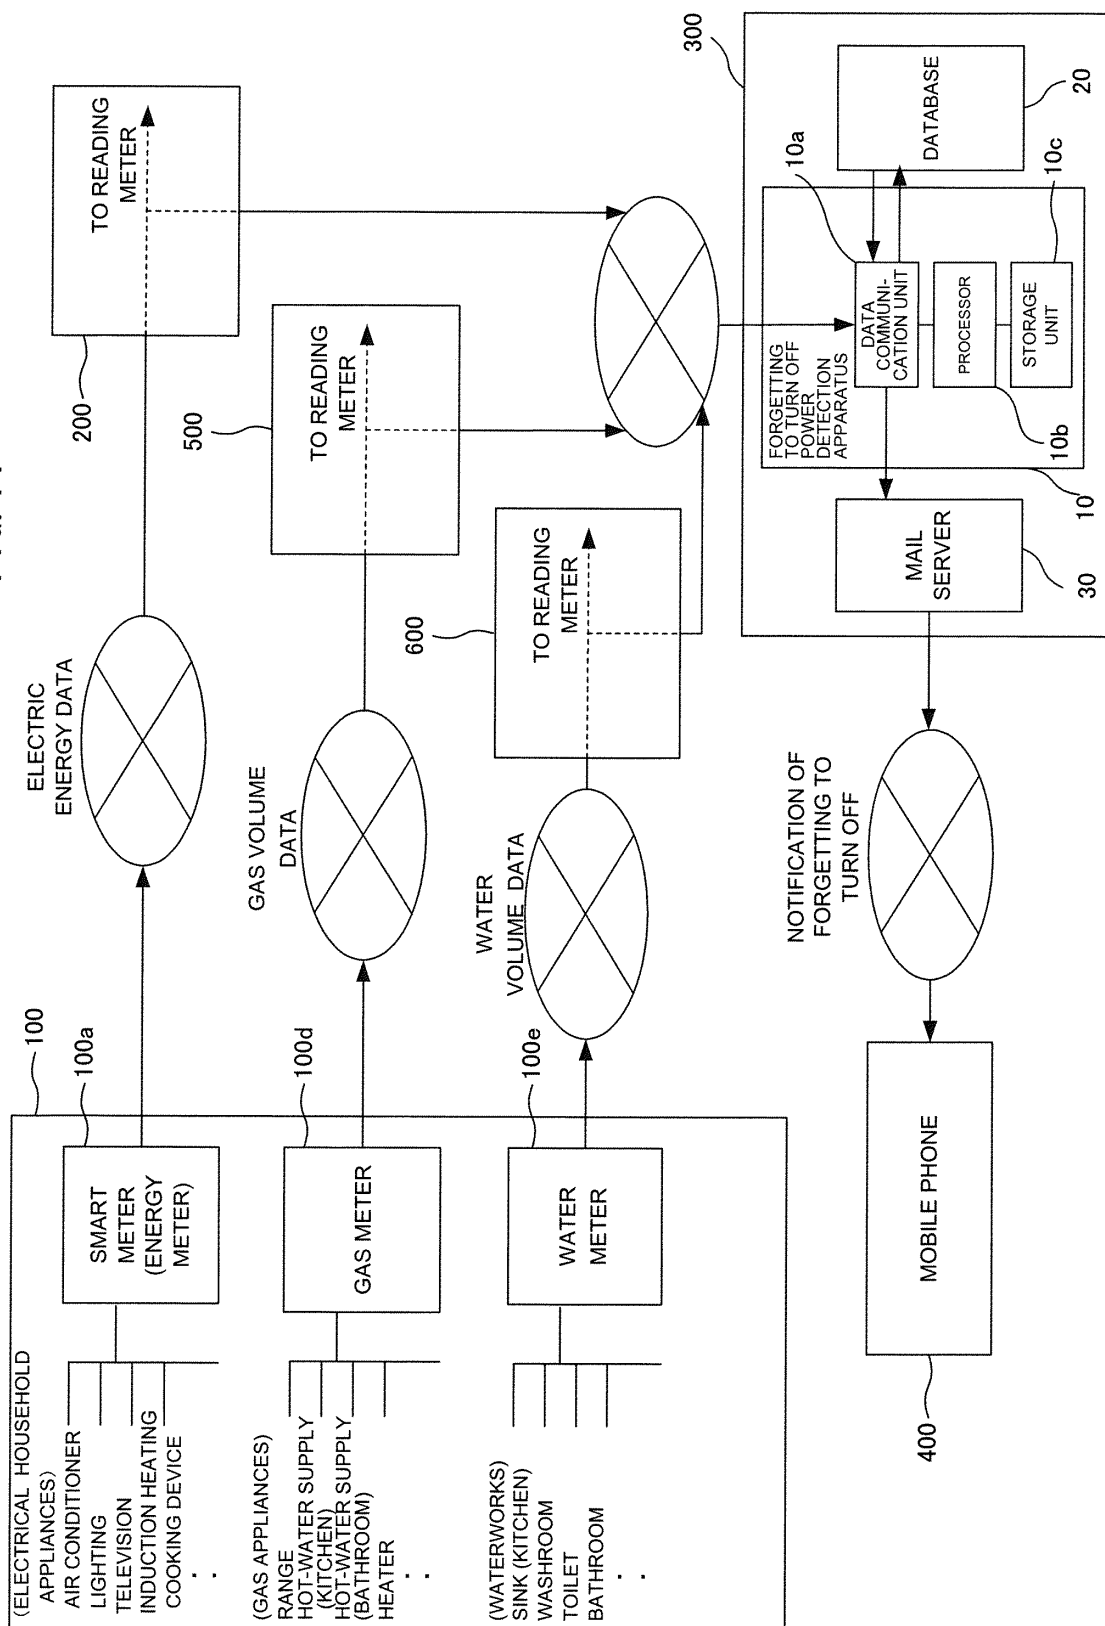 100
(ELECTRICAL HOUSEHOLD
APPLIANCES)
AIR CONDITIONER
LIGHTING
TELEVISION
INDUCTION HEATING
COOKING DEVICE
100a
SMART
METER
(ENERGY
METER)
ELECTRIC
ENERGY DATA
200
TO READING
METER
(GAS APPLIANCES)
RANGE
HOT-WATER SUPPLY
(KITCHEN)
HOT-WATER SUPPLY
(BATHROOM)
HEATER
100d
GAS METER
GAS VOLUME
DATA
500
TO READING
METER
(WATERWORKS)
SINK (KITCHEN)
WASHROOM
TOILET
BATHROOM
100e
WATER
METER
WATER
VOLUME DATA
600
TO READING
METER
300
FORGETTING
TO TURN OFF
POWER
DETECTION
APPARATUS
10a
DATA
COMMUNI-
CATION UNIT
PROCESSOR
10b
STORAGE
UNIT
10c
10
DATABASE
20
MAIL
SERVER
30
NOTIFICATION OF
FORGETTING TO
TURN OFF
MOBILE PHONE
400